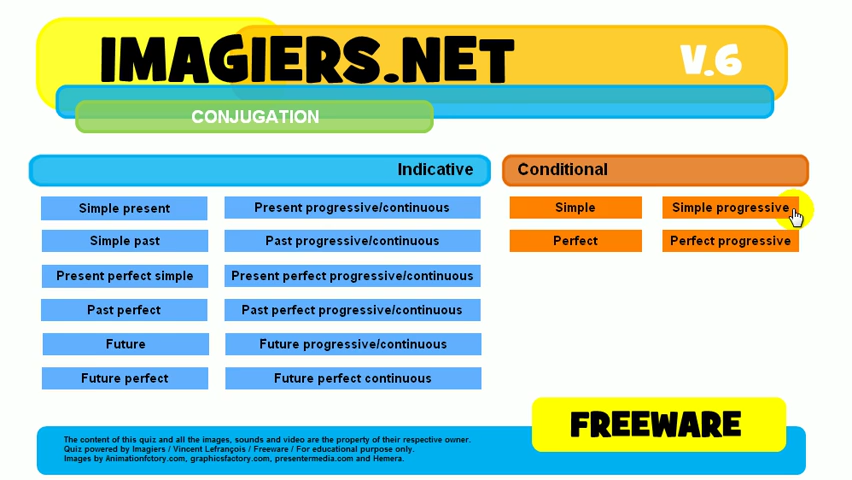 IMAGIERS.NET
V.6
CONJUGATION
Indicative
Conditional
Simple present
Present progressive/continuous
Simple
Simple progressive
Simple past
Past progressive/continuous
Perfect
Perfect progressive
Present perfect simple
Present perfect progressive/continuous
Past perfect
Past perfect progressive/continuous
Future
Future progressive/continuous
Future perfect
Future perfect continuous
FREEWARE
The content of this quiz and all the images, sounds and video are the property of their respective owner.
Quiz powered by Imagiers / Vincent Lefrançois / Freeware / For educational purpose only.
Images by Animationfctory.com, graphicsfactory.com, presentermedia.com and Hemera.